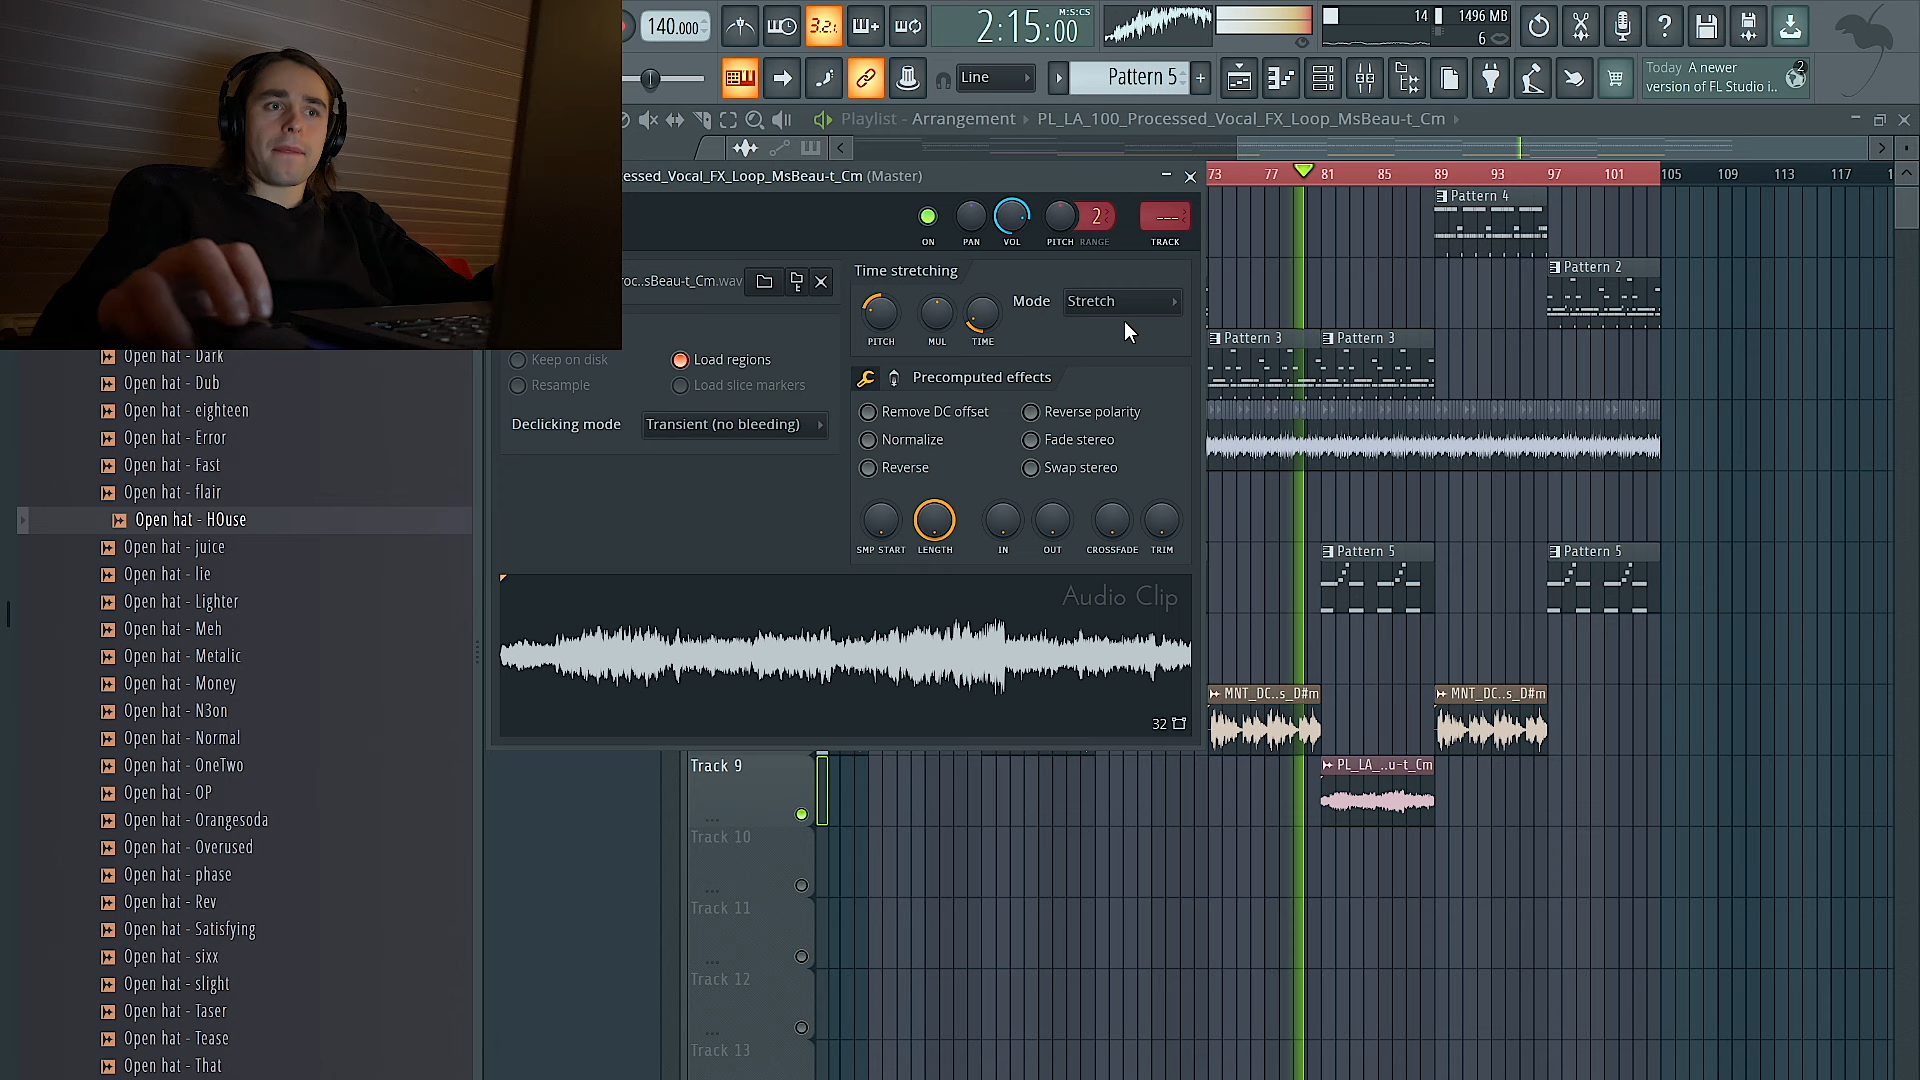 140.000
3.2.
2:15:00
M:S:CS
14
1496 MB
6
Line
Pattern 5
Today A newer
version of FL Studio i..
2
Playlist - Arrangement › PL_LA_100_Processed_Vocal_FX_Loop_MsBeau-t_Cm
essed_Vocal_FX_Loop_MsBeau-t_Cm (Master)
73 77 81 85 89 93 97 101 105 109 113 117
2
---
ON PAN VOL PITCH RANGE TRACK
oc..sBeau-t_Cm.wav
Time stretching
Mode Stretch
PITCH MUL TIME
Keep on disk
Load regions
Resample
Load slice markers
Declicking mode Transient (no bleeding)
Precomputed effects
Remove DC offset
Reverse polarity
Normalize
Fade stereo
Reverse
Swap stereo
SMP START LENGTH IN OUT CROSSFADE TRIM
Audio Clip
32
Pattern 4
Pattern 2
Pattern 3
Pattern 3
Pattern 5
Pattern 5
MNT_DC..s_D#m
MNT_DC..s_D#m
PL_LA_..u-t_Cm
Track 9
Track 10
Track 11
Track 12
Track 13
Open hat - Dark
Open hat - Dub
Open hat - eighteen
Open hat - Error
Open hat - Fast
Open hat - flair
Open hat - HOuse
Open hat - juice
Open hat - lie
Open hat - Lighter
Open hat - Meh
Open hat - Metalic
Open hat - Money
Open hat - N3on
Open hat - Normal
Open hat - OneTwo
Open hat - OP
Open hat - Orangesoda
Open hat - Overused
Open hat - phase
Open hat - Rev
Open hat - Satisfying
Open hat - sixx
Open hat - slight
Open hat - Taser
Open hat - Tease
Open hat - That